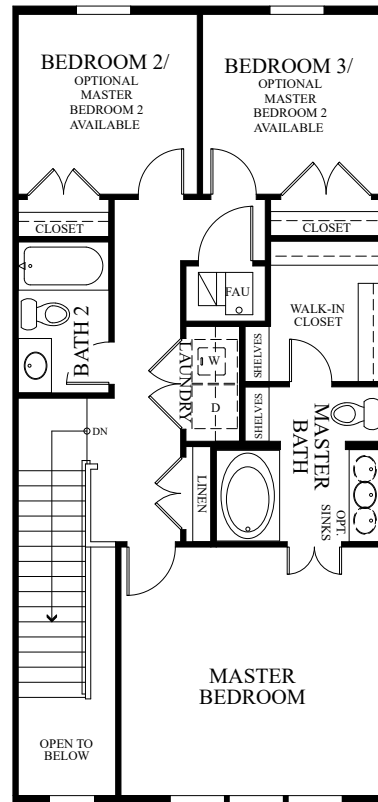 BEDROOM 2/
OPTIONAL
MASTER
BEDROOM 2
AVAILABLE
BEDROOM 3/
OPTIONAL
MASTER
BEDROOM 2
AVAILABLE
CLOSET
CLOSET
FAU
BATH 2
WALK-IN
CLOSET
LAUNDRY
W
D
SHELVES
SHELVES
MASTER
BATH
DN
LINEN
OPT.
SINKS
MASTER
BEDROOM
OPEN TO
BELOW